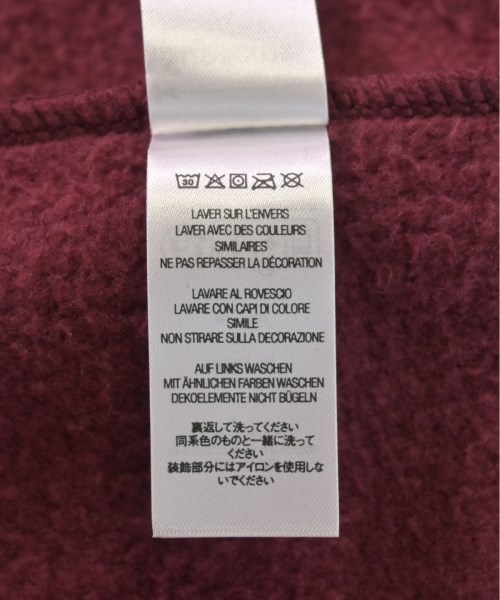 30
LAVER SUR L'ENVERS
LAVER AVEC DES COULEURS
SIMILAIRES
NE PAS REPASSER LA DÉCORATION
LAVARE AL ROVESCIO
LAVARE CON CAPI DI COLORE
SIMILE
NON STIRARE SULLA DECORAZIONE
AUF LINKS WASCHEN
MIT ÄHNLICHEN FARBEN WASCHEN
DEKOELEMENTE NICHT BÜGELN
裏返して洗ってください
同系色のものと一緒に洗って
ください
装飾部分にはアイロンを使用しな
いでください